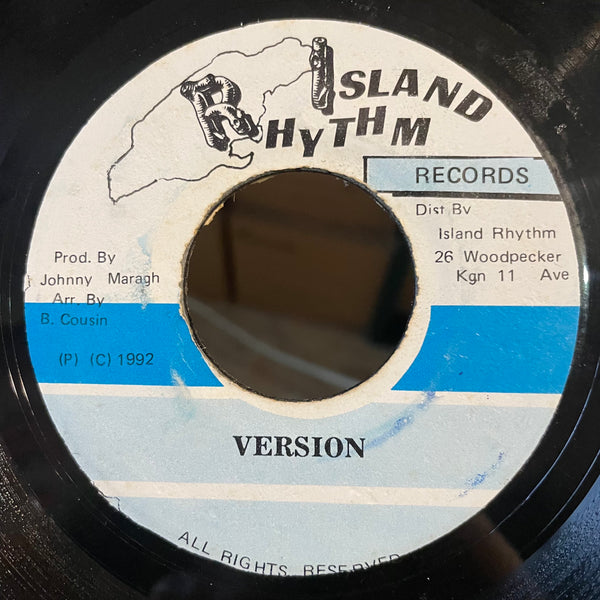 ISLAND
RHYTHM
RECORDS
Dist By
Island Rhythm
26 Woodpecker
Kgn 11 Ave
Prod. By
Johnny Maragh
Arr. By
B. Cousin
(P) (C) 1992
VERSION
ALL RIGHTS RESERVED